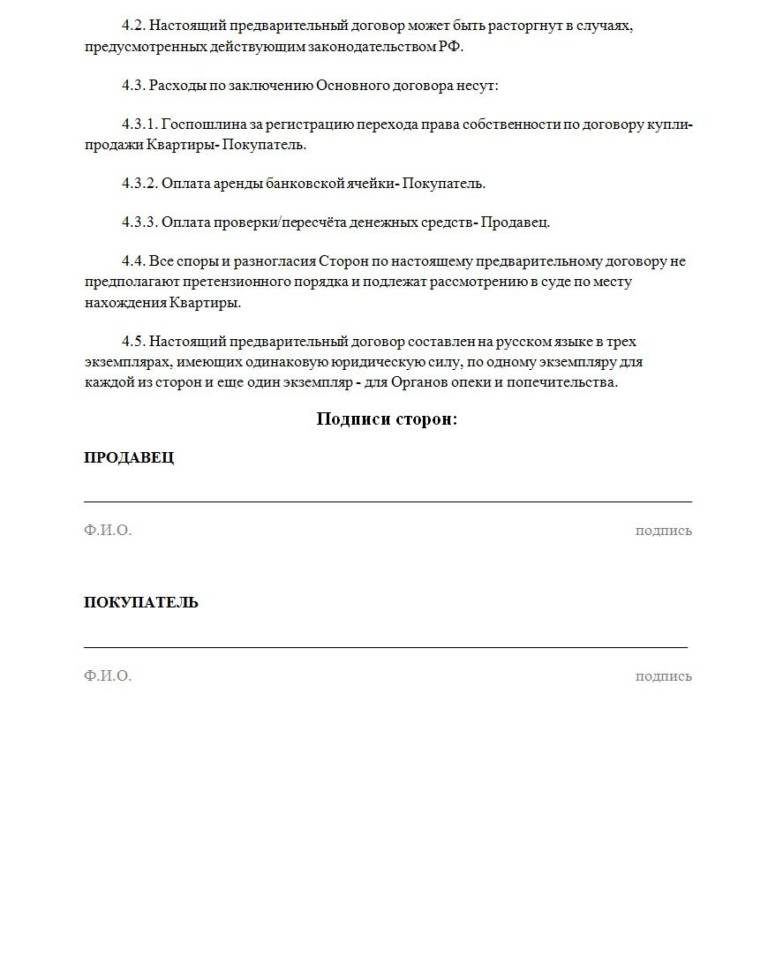 4.2. Настоящий предварительный договор может быть расторгнут в случаях,
предусмотренных действующим законодательством РФ.
4.3. Расходы по заключению Основного договора несут:
4.3.1. Госпошлина за регистрацию перехода права собственности по договору купли-
продажи Квартиры- Покупатель.
4.3.2. Оплата аренды банковской ячейки- Покупатель.
4.3.3. Оплата проверки/пересчёта денежных средств- Продавец.
4.4. Все споры и разногласия Сторон по настоящему предварительному договору не
предполагают претензионного порядка и подлежат рассмотрению в суде по месту
нахождения Квартиры.
4.5. Настоящий предварительный договор составлен на русском языке в трех
экземплярах, имеющих одинаковую юридическую силу, по одному экземпляру для
каждой из сторон и еще один экземпляр - для Органов опеки и попечительства.
Подписи сторон:
ПРОДАВЕЦ
Ф.И.О. подпись
ПОКУПАТЕЛЬ
Ф.И.О. подпись